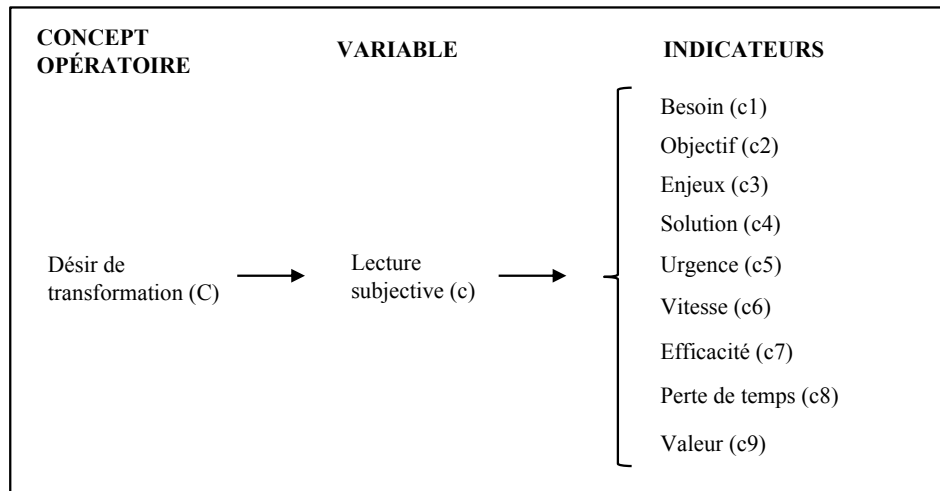 CONCEPT
OPÉRATOIRE
VARIABLE
INDICATEURS
Désir de
transformation (C)
Lecture
subjective (c)
Besoin (c1)
Objectif (c2)
Enjeux (c3)
Solution (c4)
Urgence (c5)
Vitesse (c6)
Efficacité (c7)
Perte de temps (c8)
Valeur (c9)